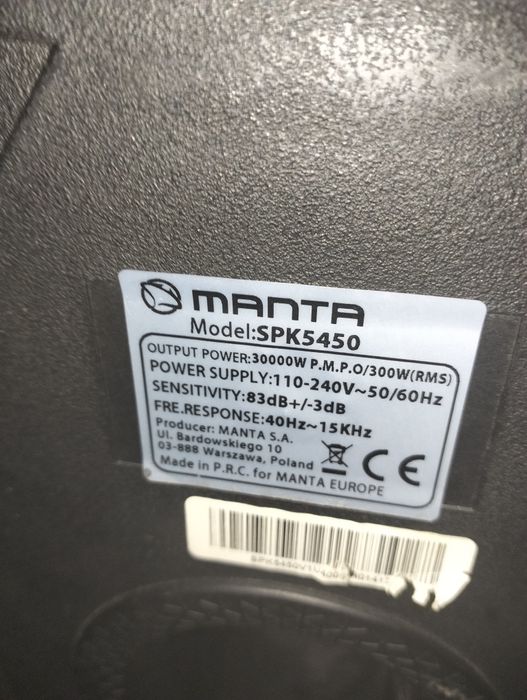 MANTA
Model:SPK5450
OUTPUT POWER:30000W P.M.P.O/300W(RMS)
POWER SUPPLY:110-240V~50/60Hz
SENSITIVITY:83dB+/-3dB
FRE.RESPONSE:40Hz~15KHz
Producer: MANTA S.A.
Ul. Bardowskiego 10
03-888 Warszawa, Poland
CE
Made in P.R.C. for MANTA EUROPE